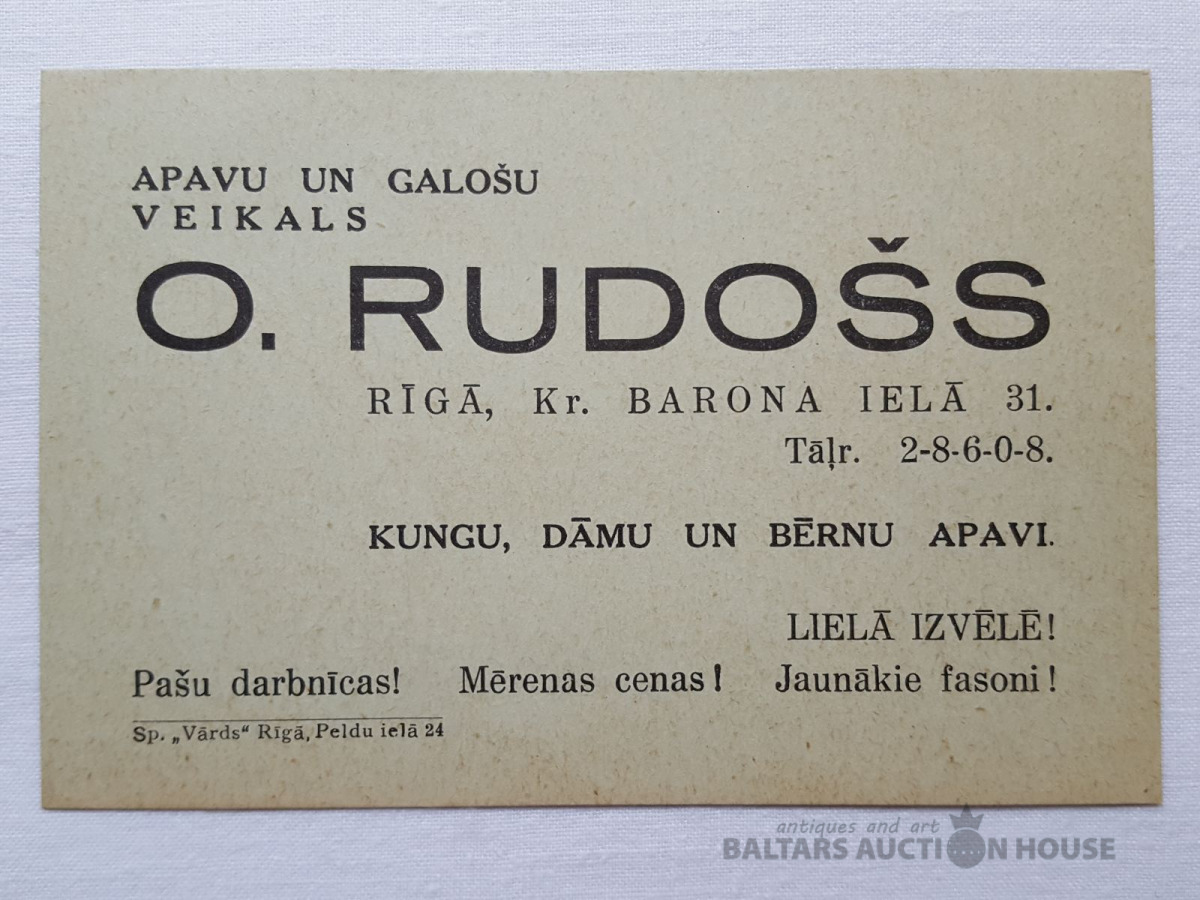 APAVU UN GALOŠU
VEIKALS
O. RUDOŠS
RĪGĀ, Kr. BARONA IELĀ 31.
Tāļr. 2-8-6-0-8.
KUNGU, DĀMU UN BĒRNU APAVI.
LIELĀ IZVĒLĒ!
Pašu darbnīcas! Mērenas cenas! Jaunākie fasoni!
Sp. „Vārds“ Rīgā, Peldu ielā 24
antiques and art
BALTARS AUCTION HOUSE